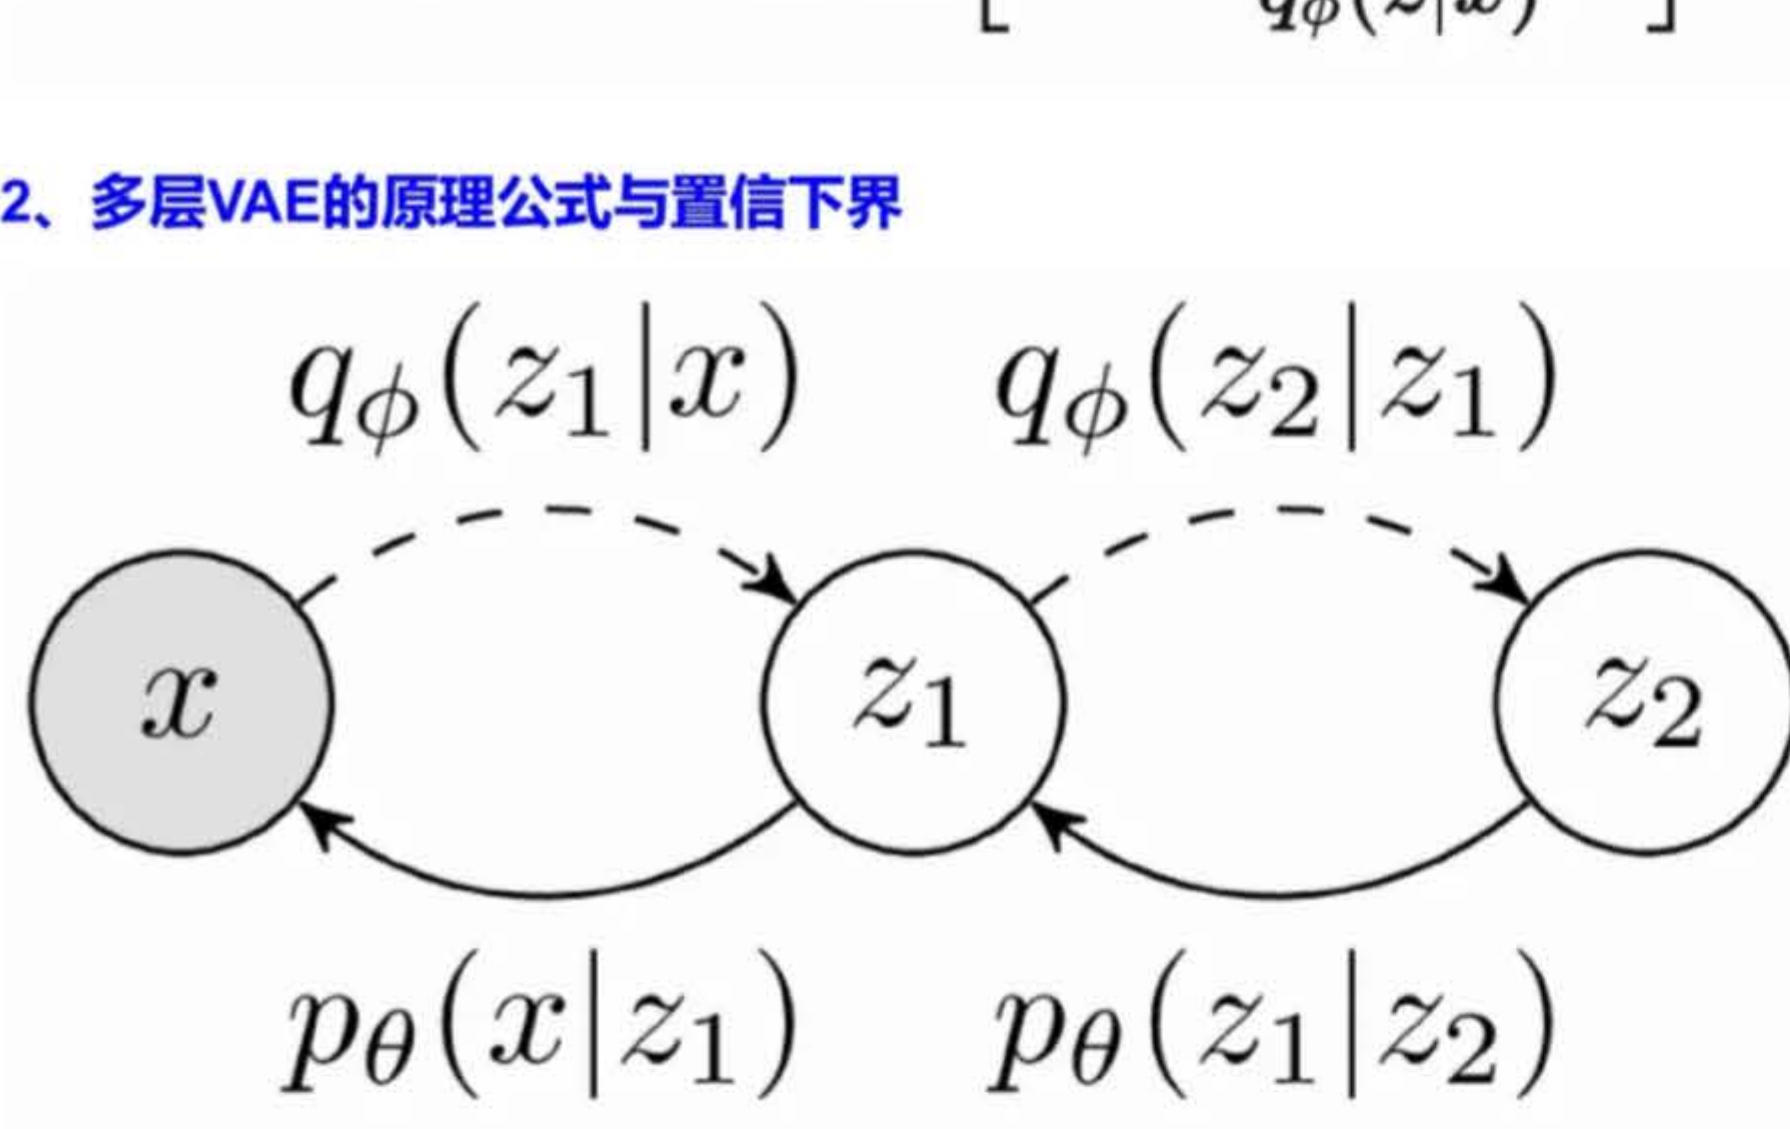 [ qϕ(z|x) ]
2、多层VAE的原理公式与置信下界
qϕ(z1|x) qϕ(z2|z1)
x z1 z2
pθ(x|z1) pθ(z1|z2)